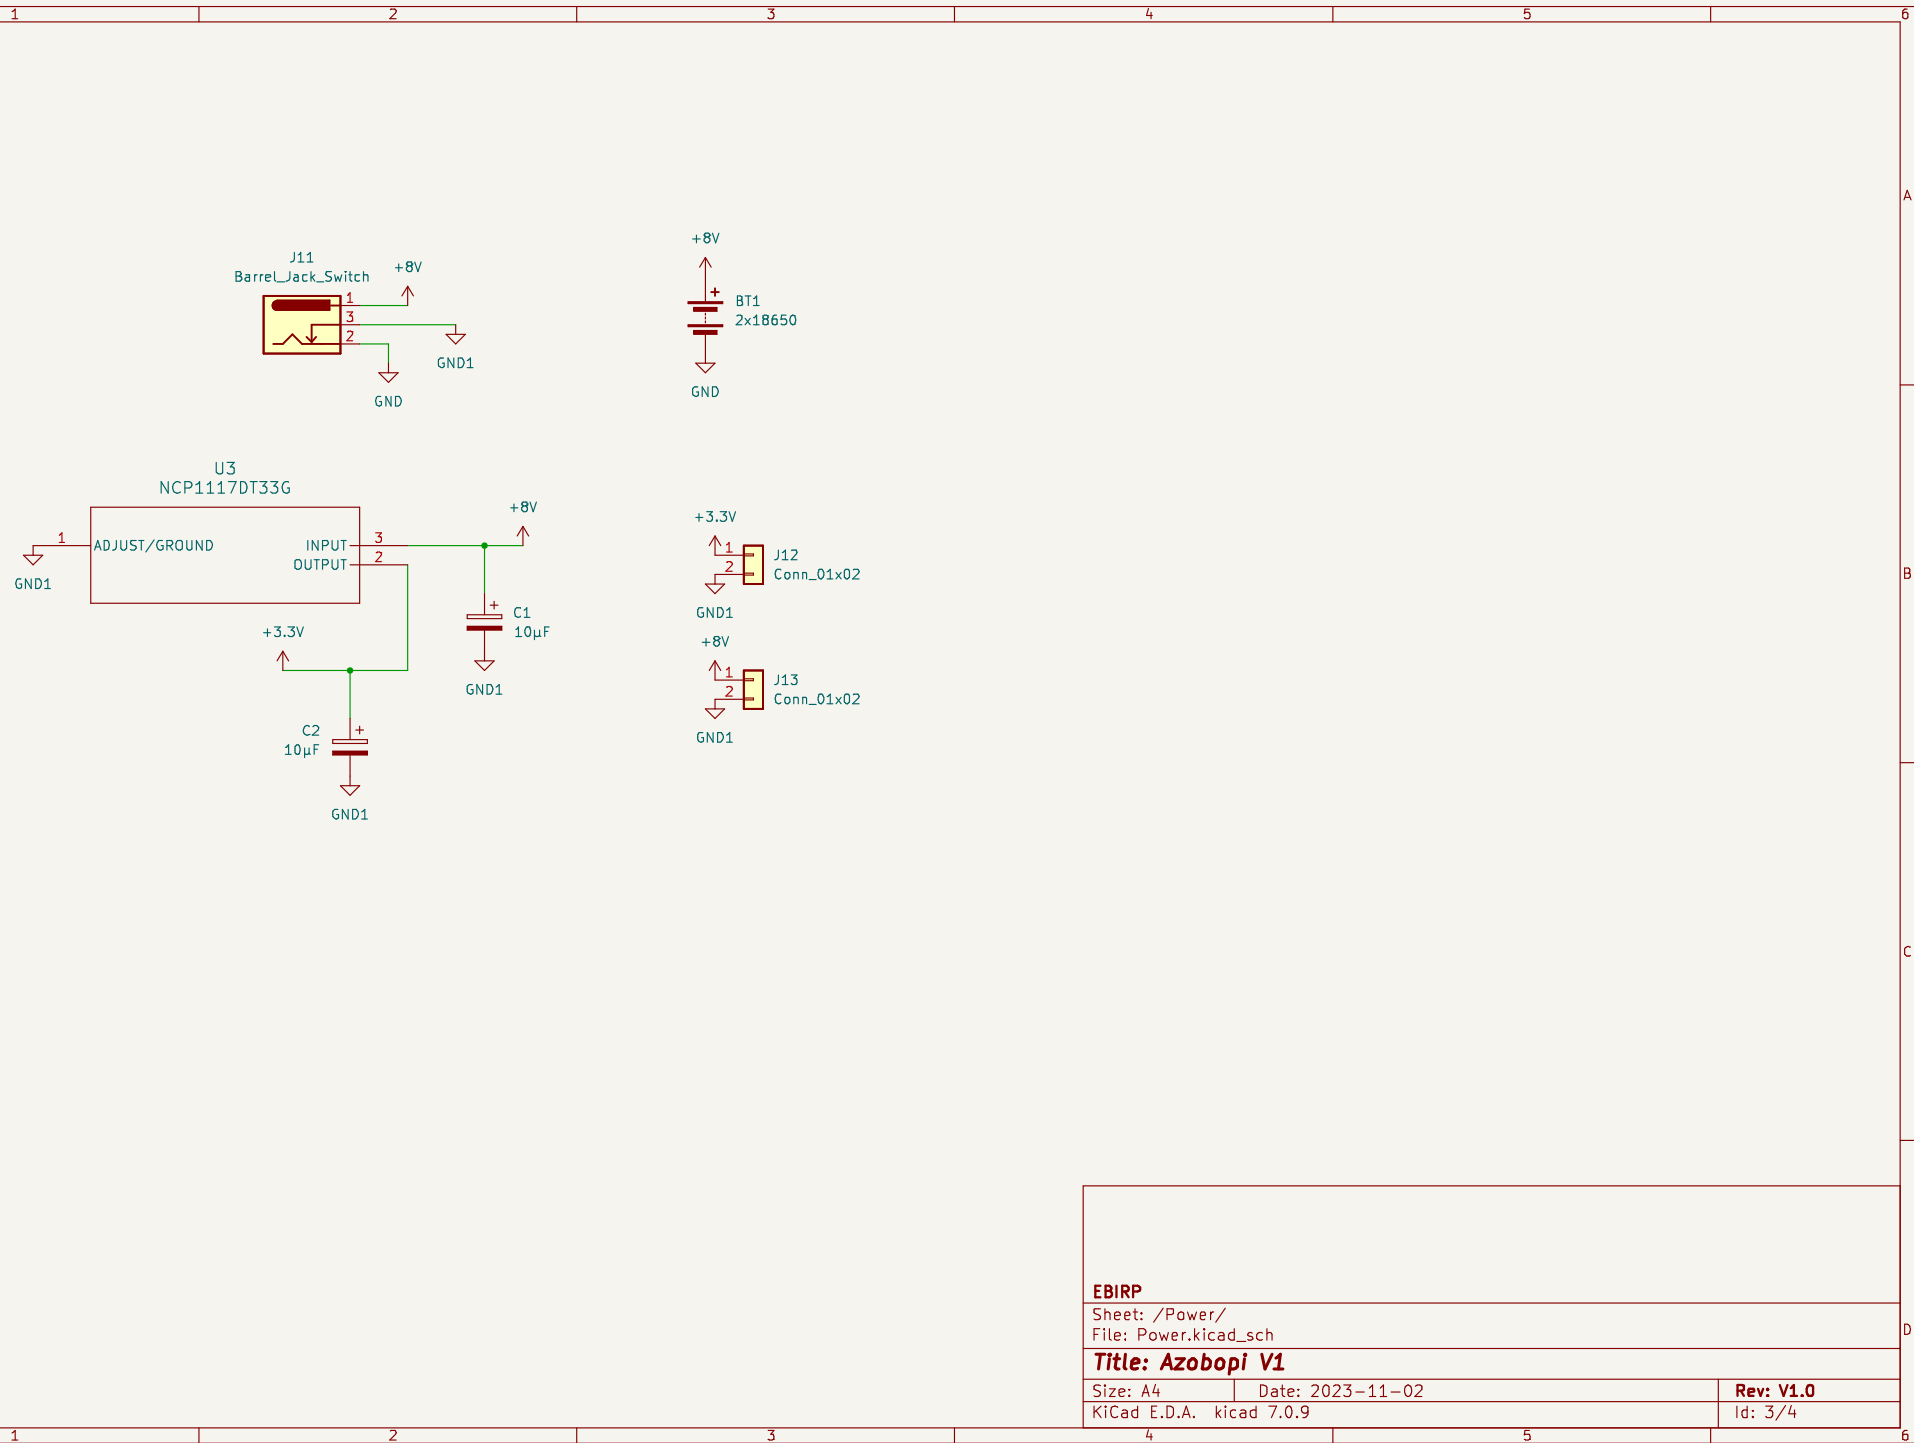 1 2 3 4 5 6
A
B
C
D
J11
Barrel_Jack_Switch
+8V
1
3
2
GND1
GND
+8V
+
BT1
2x18650
GND
U3
NCP1117DT33G
1
ADJUST/GROUND
INPUT
3
OUTPUT
2
GND1
+8V
+
C1
10µF
GND1
+3.3V
C2
10µF
+
GND1
+3.3V
1
2
J12
Conn_01x02
GND1
+8V
1
2
J13
Conn_01x02
GND1
EBIRP
Sheet: /Power/
File: Power.kicad_sch
Title: Azobopi V1
Size: A4 Date: 2023-11-02 Rev: V1.0
KiCad E.D.A. kicad 7.0.9 Id: 3/4
1 2 3 4 5 6